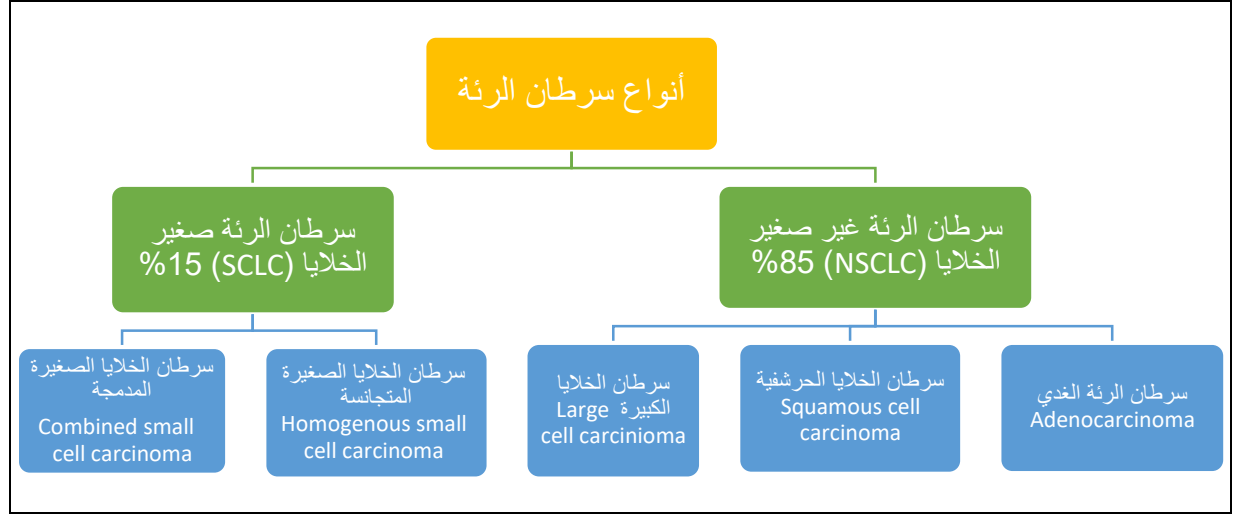 أنواع سرطان الرئة
سرطان الرئة غير صغير
الخلايا (NSCLC) 85%
سرطان الرئة صغير
الخلايا (SCLC) 15%
سرطان الرئة الغدي
Adenocarcinoma
سرطان الخلايا الحرشفية
Squamous cell
carcinoma
سرطان الخلايا
الكبيرة Large
cell carcinioma
سرطان الخلايا الصغيرة
المتجانسة
Homogenous small
cell carcinoma
سرطان الخلايا الصغيرة
المدمجة
Combined small
cell carcinoma